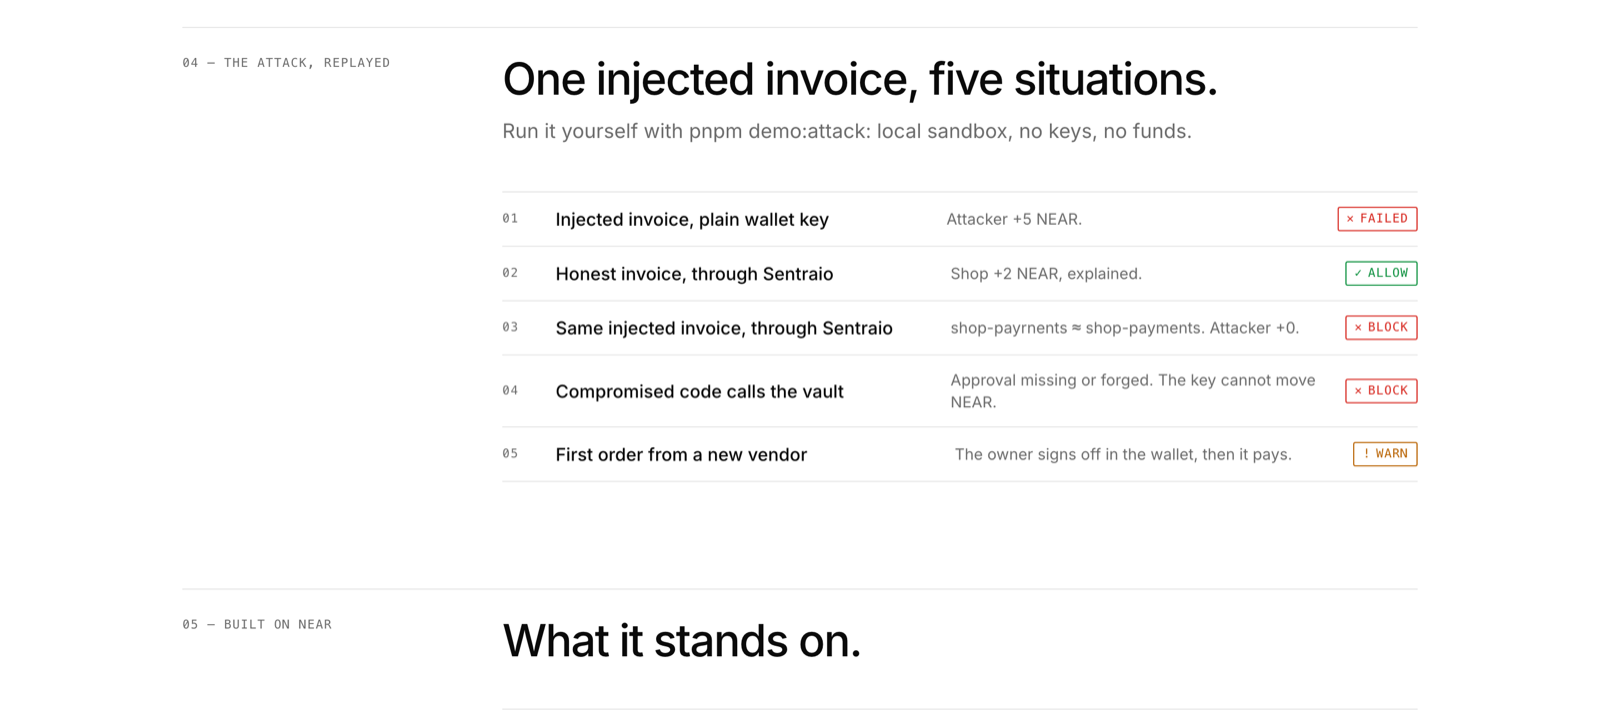 04 — THE ATTACK, REPLAYED
One injected invoice, five situations.
Run it yourself with pnpm demo:attack: local sandbox, no keys, no funds.
01 Injected invoice, plain wallet key Attacker +5 NEAR. × FAILED
02 Honest invoice, through Sentraio Shop +2 NEAR, explained. ✓ ALLOW
03 Same injected invoice, through Sentraio shop-payrnents ≈ shop-payments. Attacker +0. × BLOCK
04 Compromised code calls the vault Approval missing or forged. The key cannot move
NEAR. × BLOCK
05 First order from a new vendor The owner signs off in the wallet, then it pays. ! WARN
05 — BUILT ON NEAR
What it stands on.